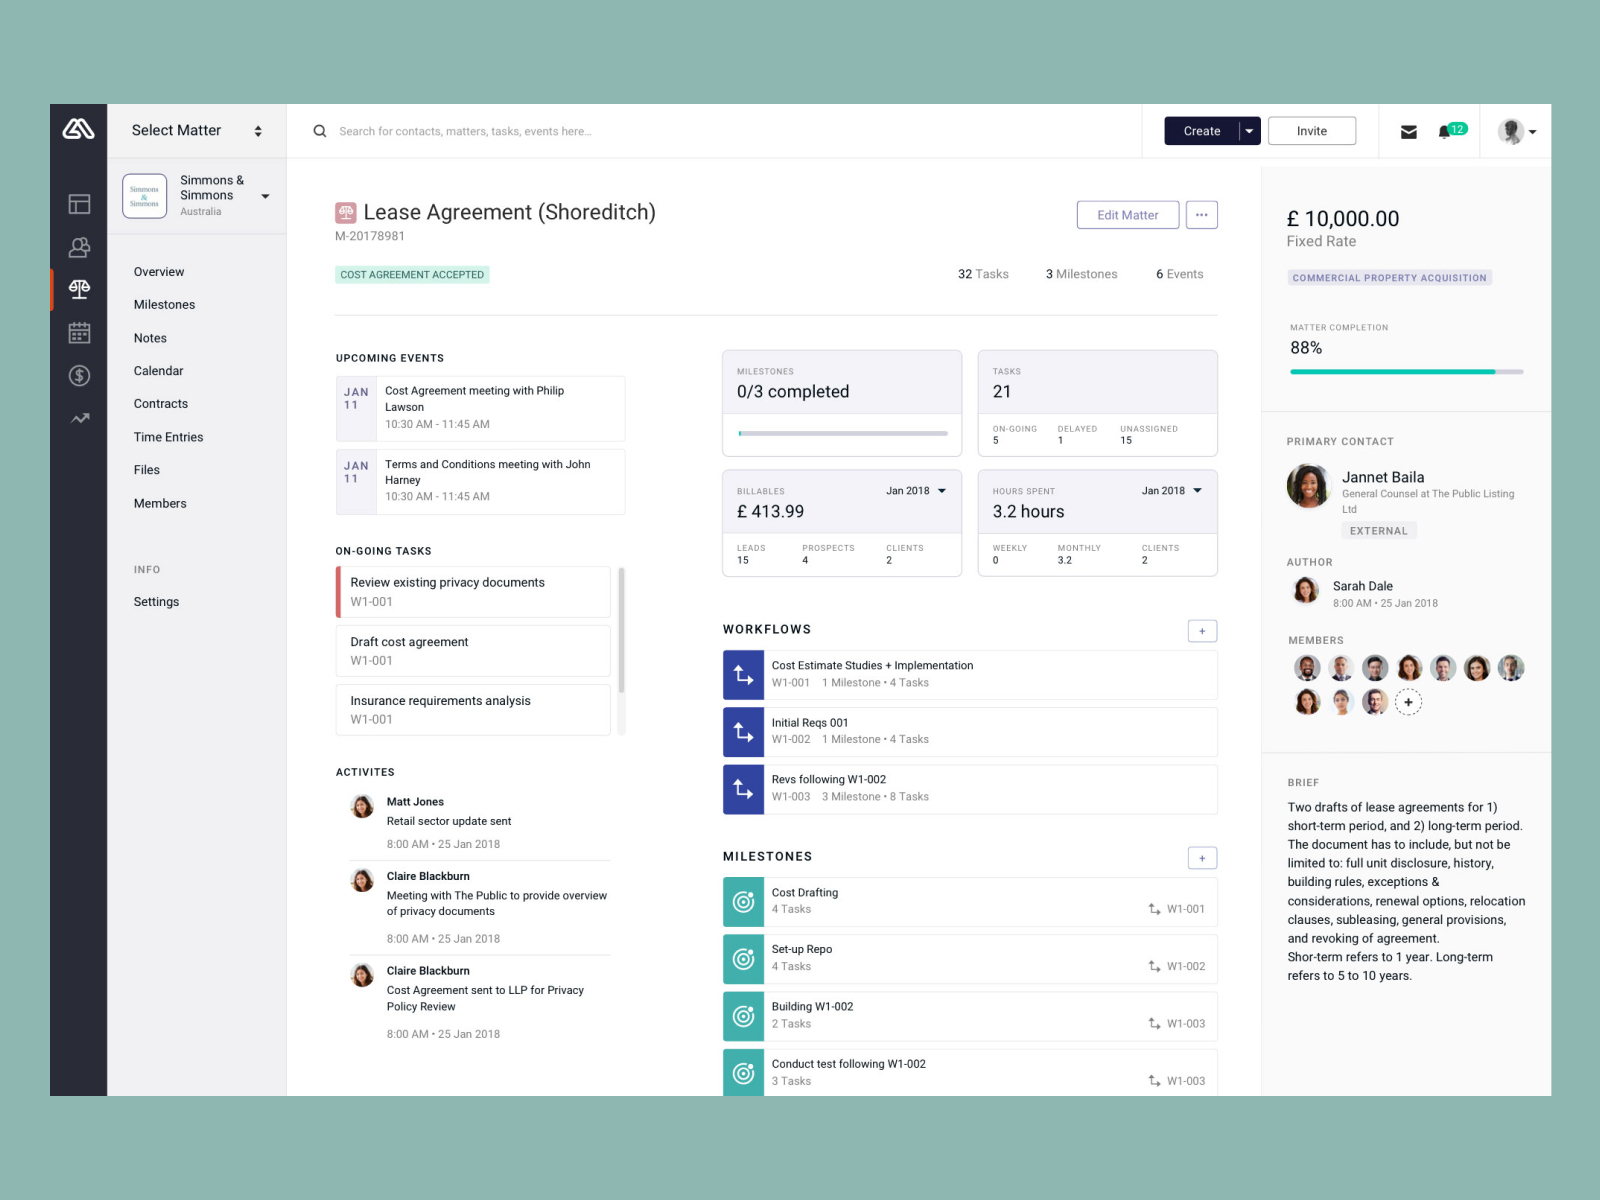 Select Matter
Search for contacts, matters, tasks, events here...
Create
Invite
12
Simmons
&
Simmons
Simmons &
Simmons
Australia
Overview
Milestones
Notes
Calendar
Contracts
Time Entries
Files
Members
INFO
Settings
Lease Agreement (Shoreditch)
M-20178981
Edit Matter
COST AGREEMENT ACCEPTED
32 Tasks
3 Milestones
6 Events
UPCOMING EVENTS
JAN
11
Cost Agreement meeting with Philip
Lawson
10:30 AM - 11:45 AM
JAN
11
Terms and Conditions meeting with John
Harney
10:30 AM - 11:45 AM
ON-GOING TASKS
Review existing privacy documents
W1-001
Draft cost agreement
W1-001
Insurance requirements analysis
W1-001
ACTIVITES
Matt Jones
Retail sector update sent
8:00 AM • 25 Jan 2018
Claire Blackburn
Meeting with The Public to provide overview
of privacy documents
8:00 AM • 25 Jan 2018
Claire Blackburn
Cost Agreement sent to LLP for Privacy
Policy Review
8:00 AM • 25 Jan 2018
MILESTONES
0/3 completed
TASKS
21
ON-GOING
5
DELAYED
1
UNASSIGNED
15
BILLABLES
Jan 2018
£ 413.99
LEADS
15
PROSPECTS
4
CLIENTS
2
HOURS SPENT
Jan 2018
3.2 hours
WEEKLY
0
MONTHLY
3.2
CLIENTS
2
WORKFLOWS
+
Cost Estimate Studies + Implementation
W1-001 1 Milestone • 4 Tasks
Initial Reqs 001
W1-002 1 Milestone • 4 Tasks
Revs following W1-002
W1-003 3 Milestone • 8 Tasks
MILESTONES
+
Cost Drafting
4 Tasks
W1-001
Set-up Repo
4 Tasks
W1-002
Building W1-002
2 Tasks
W1-003
Conduct test following W1-002
3 Tasks
W1-003
£ 10,000.00
Fixed Rate
COMMERCIAL PROPERTY ACQUISITION
MATTER COMPLETION
88%
PRIMARY CONTACT
Jannet Baila
General Counsel at The Public Listing
Ltd
EXTERNAL
AUTHOR
Sarah Dale
8:00 AM • 25 Jan 2018
MEMBERS
+
BRIEF
Two drafts of lease agreements for 1)
short-term period, and 2) long-term period.
The document has to include, but not be
limited to: full unit disclosure, history,
building rules, exceptions &
considerations, renewal options, relocation
clauses, subleasing, general provisions,
and revoking of agreement.
Shor-term refers to 1 year. Long-term
refers to 5 to 10 years.